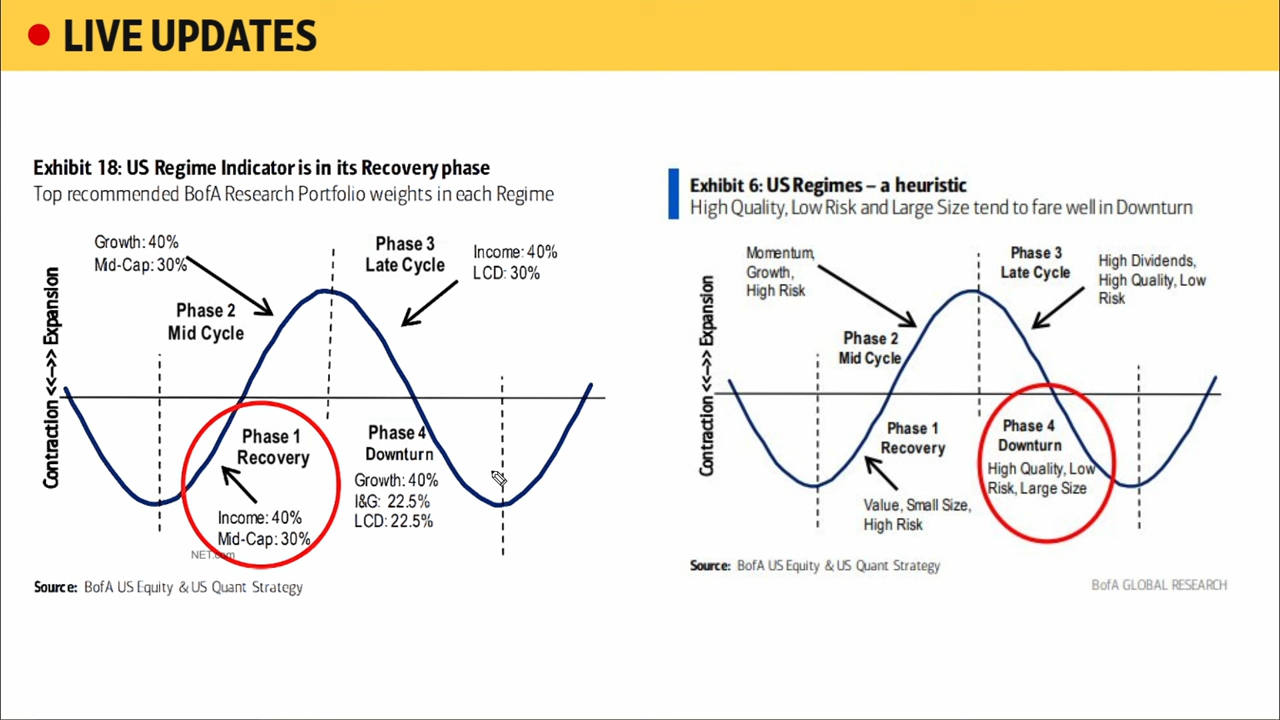 LIVE UPDATES
Exhibit 18: US Regime Indicator is in its Recovery phase
Top recommended BofA Research Portfolio weights in each Regime
Growth: 40%
Mid-Cap: 30%
Phase 3
Late Cycle
Income: 40%
LCD: 30%
Phase 2
Mid Cycle
Contraction <<-->> Expansion
Phase 1
Recovery
Income: 40%
Mid-Cap: 30%
Phase 4
Downturn
Growth: 40%
I&G: 22.5%
LCD: 22.5%
NET.com
Source: BofA US Equity & US Quant Strategy
Exhibit 6: US Regimes – a heuristic
High Quality, Low Risk and Large Size tend to fare well in Downturn
Momentum,
Growth,
High Risk
Phase 3
Late Cycle
High Dividends,
High Quality, Low
Risk
Phase 2
Mid Cycle
Contraction <<-->> Expansion
Phase 1
Recovery
Value, Small Size,
High Risk
Phase 4
Downturn
High Quality, Low
Risk, Large Size
Source: BofA US Equity & US Quant Strategy
BofA GLOBAL RESEARCH